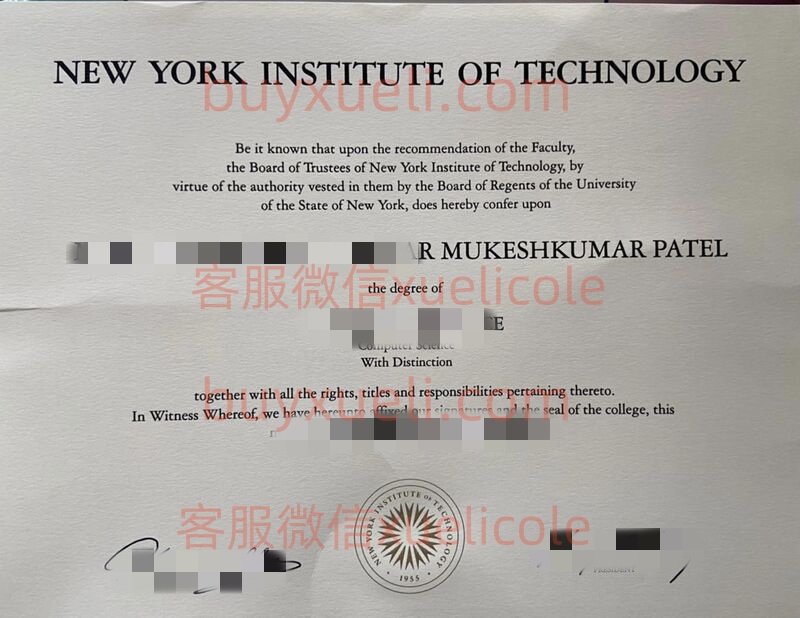 NEW YORK INSTITUTE OF TECHNOLOGY
buyxueli.com
Be it known that upon the recommendation of the Faculty,
the Board of Trustees of New York Institute of Technology, by
virtue of the authority vested in them by the Board of Regents of the University
of the State of New York, does hereby confer upon
R MUKESHKUMAR PATEL
客服微信xuelicole
the degree of
E
Computer Science
With Distinction
together with all the rights, titles and responsibilities pertaining thereto.
buyxueli.com
In Witness Whereof, we have hereunto affixed our signatures and the seal of the college, this
客服微信xuelicole
NEW YORK INSTITUTE OF TECHNOLOGY
1955
PRESIDENT